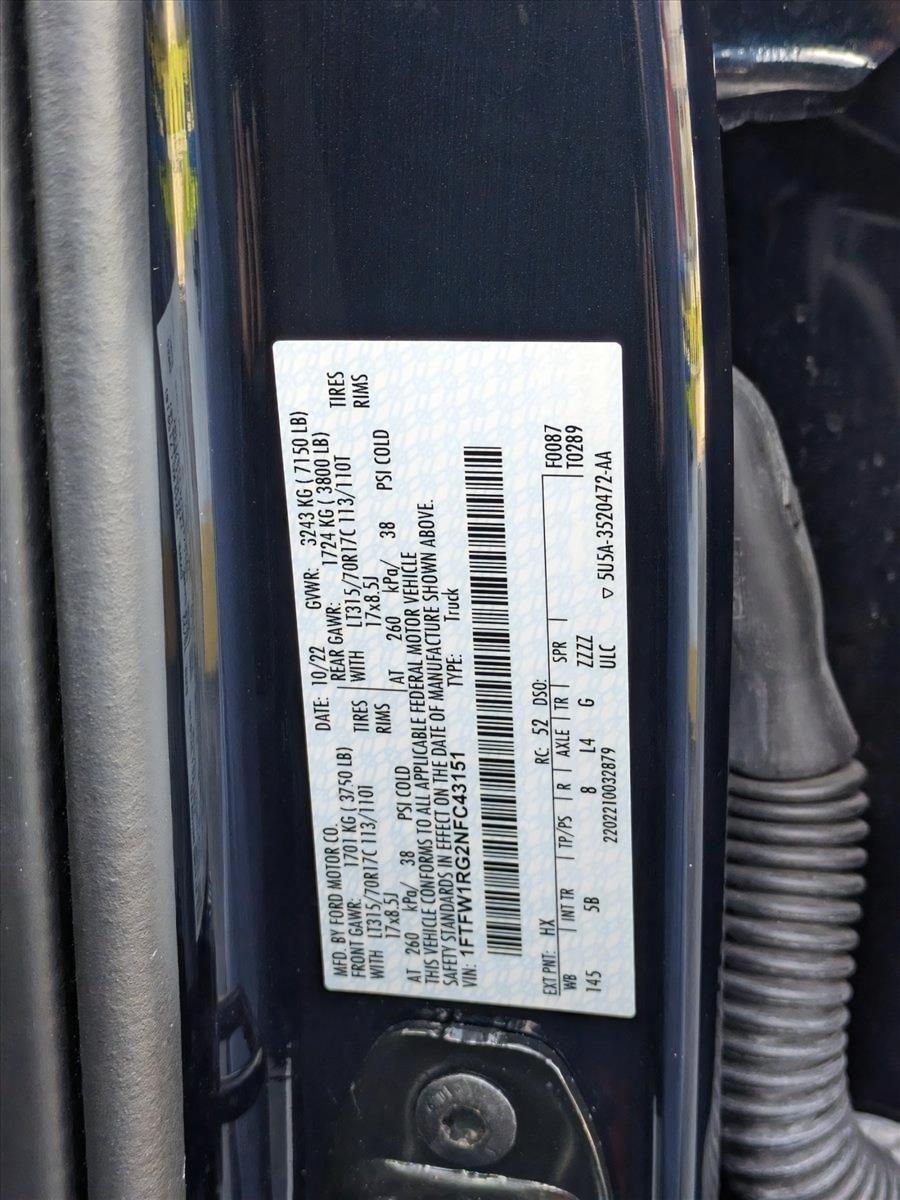 MFD. BY FORD MOTOR CO.
DATE: 10/22 GVWR: 3243 KG ( 7150 LB)
FRONT GAWR: 1701 KG ( 3750 LB) REAR GAWR: 1724 KG ( 3800 LB)
WITH LT315/70R17C 113/110T TIRES WITH LT315/70R17C 113/110T TIRES
17x8.5J RIMS 17x8.5J RIMS
AT 260 kPa/ 38 PSI COLD AT 260 kPa/ 38 PSI COLD
THIS VEHICLE CONFORMS TO ALL APPLICABLE FEDERAL MOTOR VEHICLE
SAFETY STANDARDS IN EFFECT ON THE DATE OF MANUFACTURE SHOWN ABOVE.
VIN: 1FTFW1RG2NFC43151 TYPE: Truck
EXT PNT: HX RC: 52 DSO: F0087
WB INT TR TP/PS R AXLE TR SPR T0289
145 5B 8 L4 G ZZZZ
2202210032879 ULC ▽ 5U5A-3520472-AA